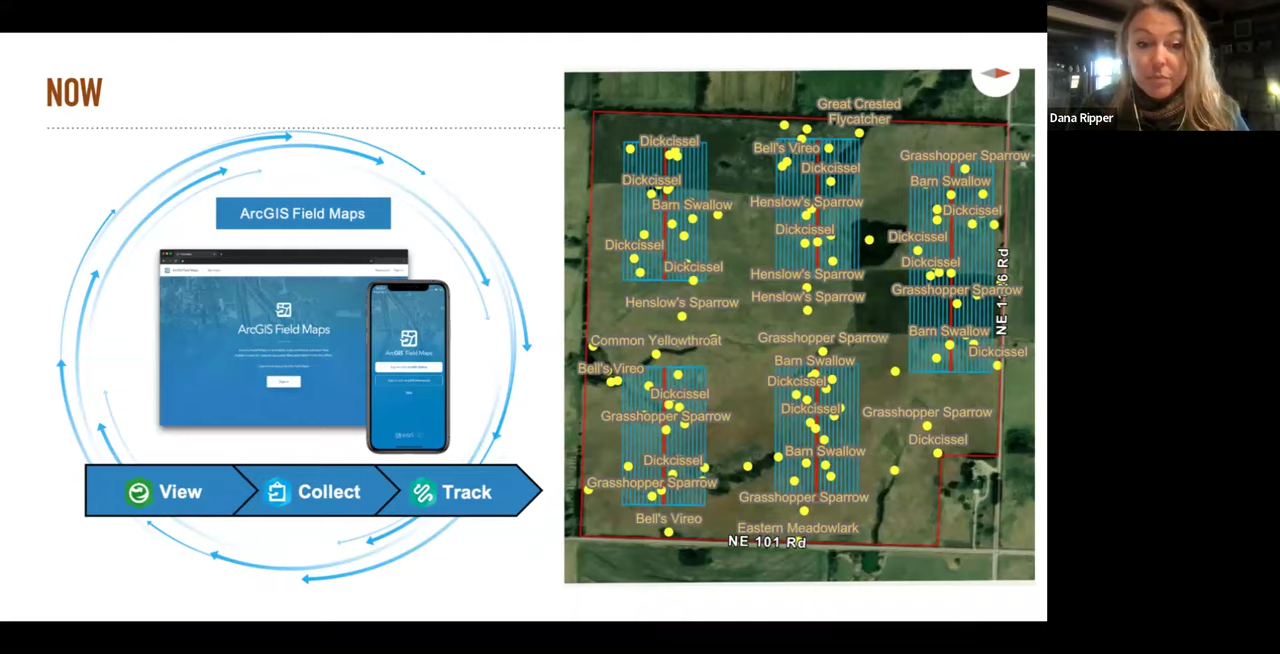 NOW
ArcGIS Field Maps
ArcGIS Field Maps
ArcGIS Field Maps
View
Collect
Track
Great Crested
Flycatcher
Dickcissel
Bell's Vireo
Grasshopper Sparrow
Dickcissel
Dickcissel
Barn Swallow
Barn Swallow
Henslow's Sparrow
Dickcissel
Dickcissel
Dickcissel
Dickcissel
Dickcissel
Dickcissel
Henslow's Sparrow
Grasshopper Sparrow
Henslow's Sparrow
Henslow's Sparrow
Barn Swallow
Common Yellowthroat
Grasshopper Sparrow
Dickcissel
Bell's Vireo
Barn Swallow
Dickcissel
Dickcissel
Grasshopper Sparrow
Dickcissel
Grasshopper Sparrow
Dickcissel
Dickcissel
Barn Swallow
Grasshopper Sparrow
Grasshopper Sparrow
Bell's Vireo
Eastern Meadowlark
NE 101 Rd
Dana Ripper